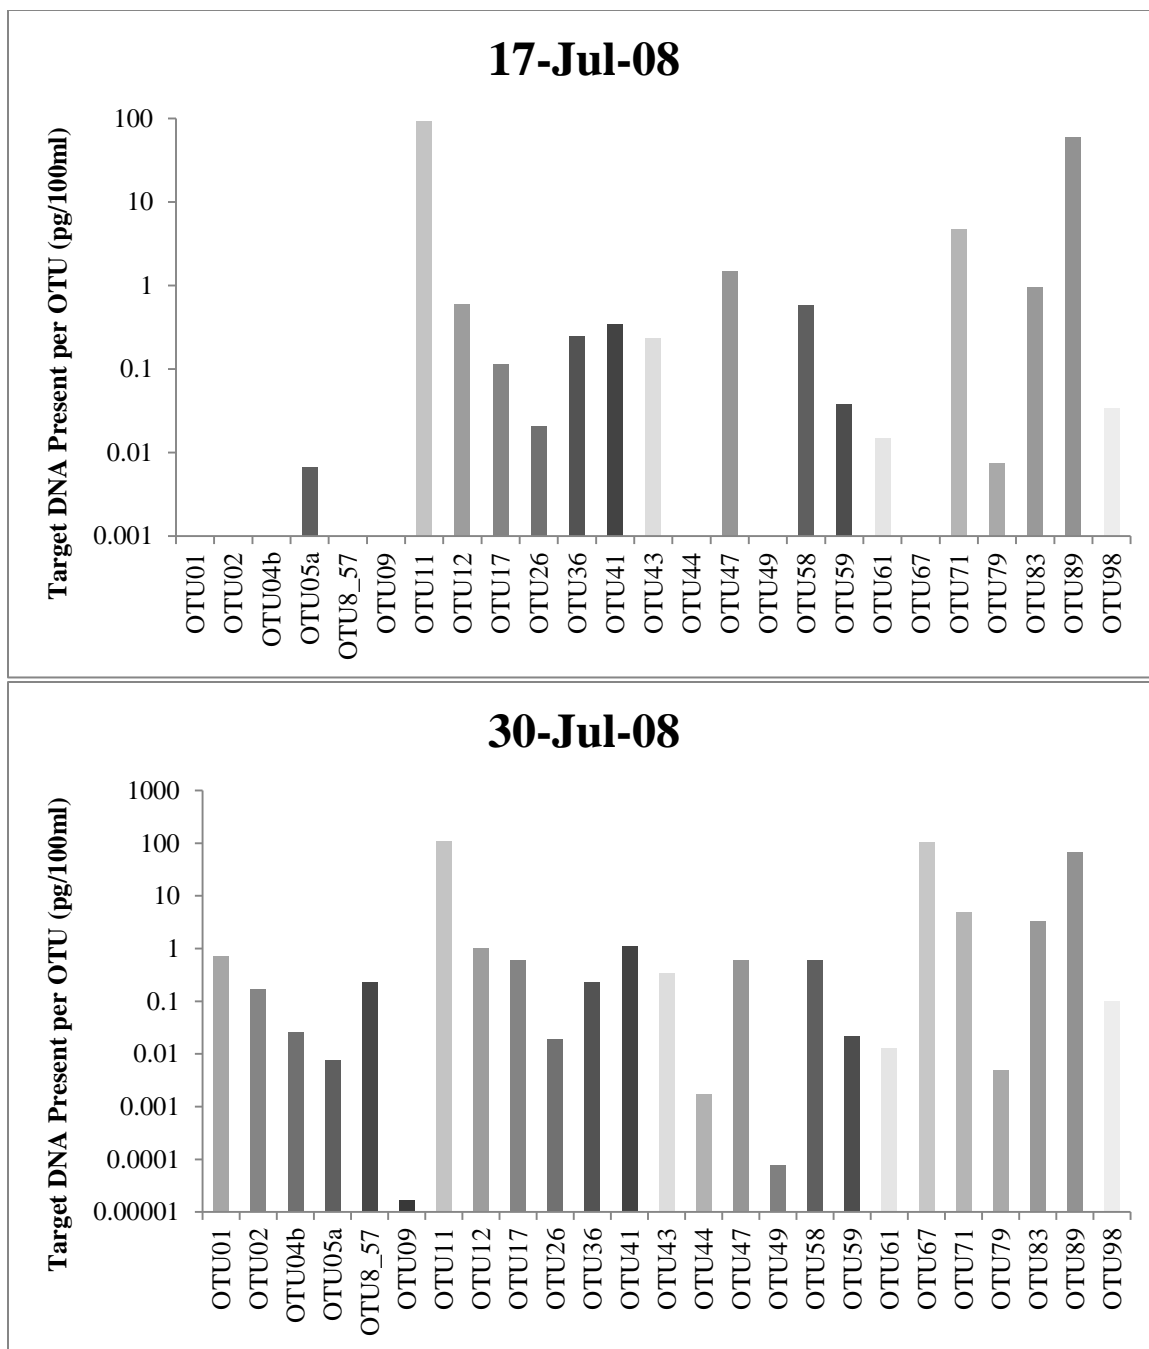 17-Jul-08
Target DNA Present per OTU (pg/100ml)
100
10
1
0.1
0.01
0.001
OTU01
OTU02
OTU04b
OTU05a
OTU8_57
OTU09
OTU11
OTU12
OTU17
OTU26
OTU36
OTU41
OTU43
OTU44
OTU47
OTU49
OTU58
OTU59
OTU61
OTU67
OTU71
OTU79
OTU83
OTU89
OTU98
30-Jul-08
Target DNA Present per OTU (pg/100ml)
1000
100
10
1
0.1
0.01
0.001
0.0001
0.00001
OTU01
OTU02
OTU04b
OTU05a
OTU8_57
OTU09
OTU11
OTU12
OTU17
OTU26
OTU36
OTU41
OTU43
OTU44
OTU47
OTU49
OTU58
OTU59
OTU61
OTU67
OTU71
OTU79
OTU83
OTU89
OTU98